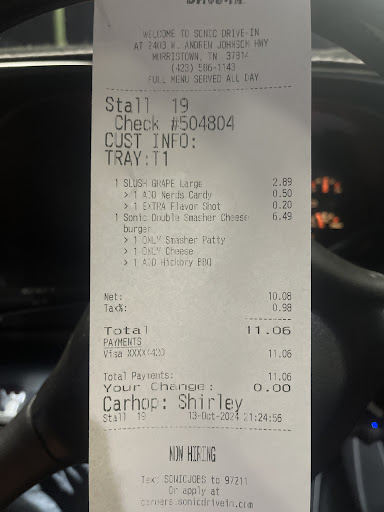 WELCOME TO SONIC DRIVE-IN
AT 2403 W. ANDREW JOHNSON HWY
MORRISTOWN, TN 37814
(423) 586-1143
FULL MENU SERVED ALL DAY
Stall 19
Check #504804
CUST INFO:
TRAY:T1
1 SLUSH GRAPE Large 2.89
> 1 ADD Nerds Candy 0.50
> 1 EXTRA Flavor Shot 0.20
1 Sonic Double Smasher Cheese 6.49
burger
> 1 ONLY Smasher Patty
> 1 ONLY Cheese
> 1 ADD Hickory BBQ
Net: 10.08
Tax%: 0.98
Total 11.06
PAYMENTS
Visa 11.06
Total Payments: 11.06
Your Change: 0.00
Carhop: Shirley
Stall 19 13-Oct-2024 21:24:56
NOW HIRING
Text SONICJOBS to 97211
Or apply at
careers.sonicdrivein.com